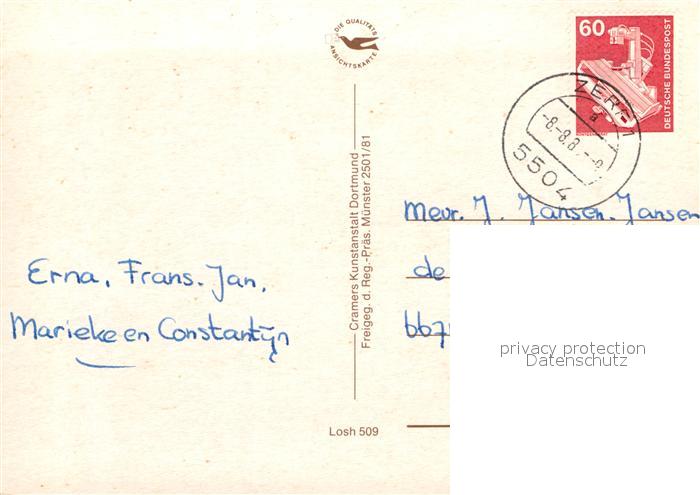 DIE QUALITÄTS
ANSICHTSKARTE
60
DEUTSCHE BUNDESPOST
ZERF 1
a
-8.-8.8
5504
Cramers Kunstanstalt Dortmund
Freigeg. d. Reg.-Präs. Münster 2501/81
Mevr. J. Jansen-Jansen
de
Erna, Frans. Jan,
Marieke en Constantijn
privacy protection
Datenschutz
Losh 509